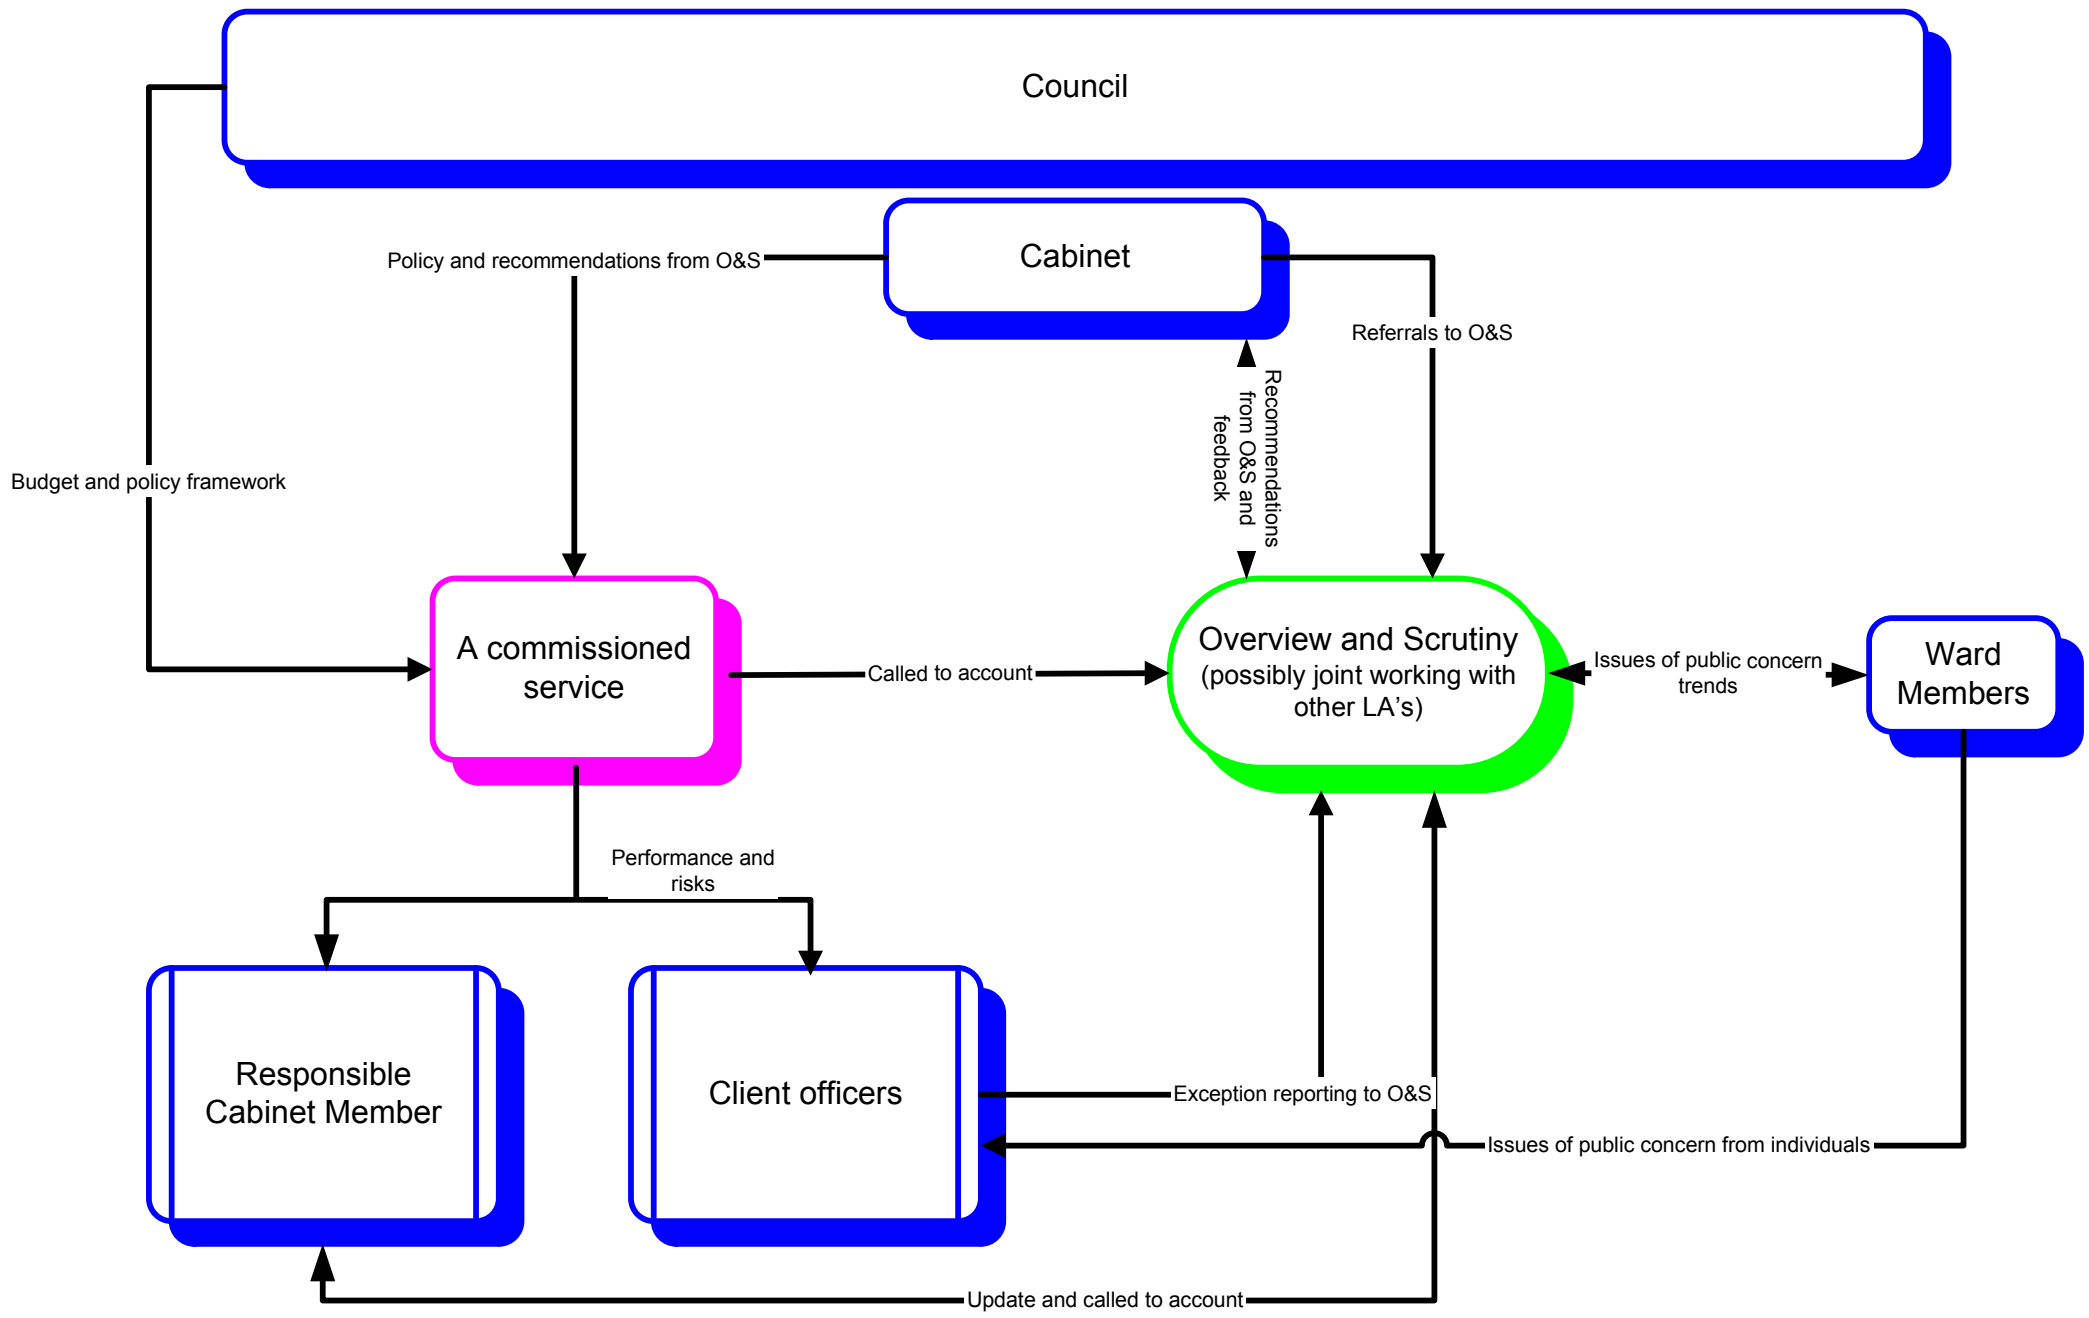 Council
Cabinet
Policy and recommendations from O&S
Referrals to O&S
Recommendations
from O&S and
feedback
Budget and policy framework
A commissioned
service
Called to account
Overview and Scrutiny
(possibly joint working with
other LA’s)
Issues of public concern
trends
Ward
Members
Performance and
risks
Responsible
Cabinet Member
Client officers
Exception reporting to O&S
Issues of public concern from individuals
Update and called to account